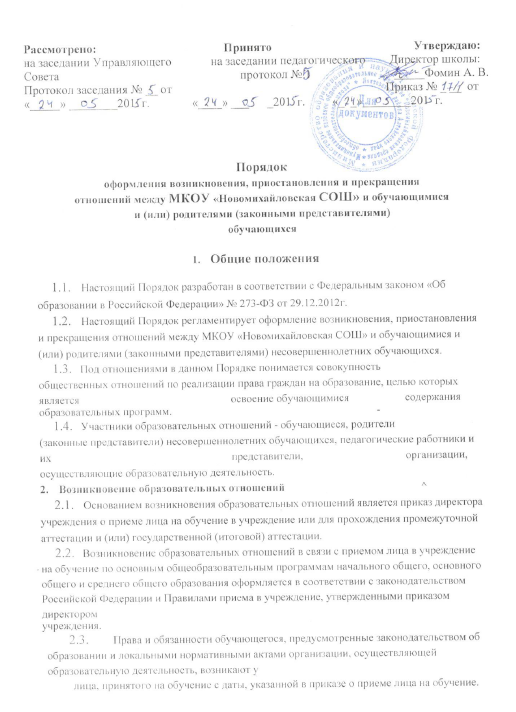 Рассмотрено: Принято Утверждаю:
на заседании Управляющего на заседании педагогического Директор школы:
Совета протокол №5 Фомин А. В.
Протокол заседания № 5 от Приказ № 17/1 от
« 24 » 05 2015г. « 24 » 05 2015г. « 24 » 05 2015г.
Для
документов
Порядок
оформления возникновения, приостановления и прекращения
отношений между МКОУ «Новомихайловская СОШ» и обучающимися
и (или) родителями (законными представителями)
обучающихся
1. Общие положения
1.1. Настоящий Порядок разработан в соответствии с Федеральным законом «Об
образовании в Российской Федерации» № 273-ФЗ от 29.12.2012г.
1.2. Настоящий Порядок регламентирует оформление возникновения, приостановления
и прекращения отношений между МКОУ «Новомихайловская СОШ» и обучающимися и
(или) родителями (законными представителями) несовершеннолетних обучающихся.
1.3. Под отношениями в данном Порядке понимается совокупность
общественных отношений по реализации права граждан на образование, целью которых
является освоение обучающимися содержания
образовательных программ.
1.4. Участники образовательных отношений - обучающиеся, родители
(законные представители) несовершеннолетних обучающихся, педагогические работники и
их представители, организации,
осуществляющие образовательную деятельность.
2. Возникновение образовательных отношений
2.1. Основанием возникновения образовательных отношений является приказ директора
учреждения о приеме лица на обучение в учреждение или для прохождения промежуточной
аттестации и (или) государственной (итоговой) аттестации.
2.2. Возникновение образовательных отношений в связи с приемом лица в учреждение
на обучение по основным общеобразовательным программам начального общего, основного
общего и среднего общего образования оформляется в соответствии с законодательством
Российской Федерации и Правилами приема в учреждение, утвержденными приказом
директором
учреждения.
2.3. Права и обязанности обучающегося, предусмотренные законодательством об
образовании и локальными нормативными актами организации, осуществляющей
образовательную деятельность, возникают у
лица, принятого на обучение с даты, указанной в приказе о приеме лица на обучение.